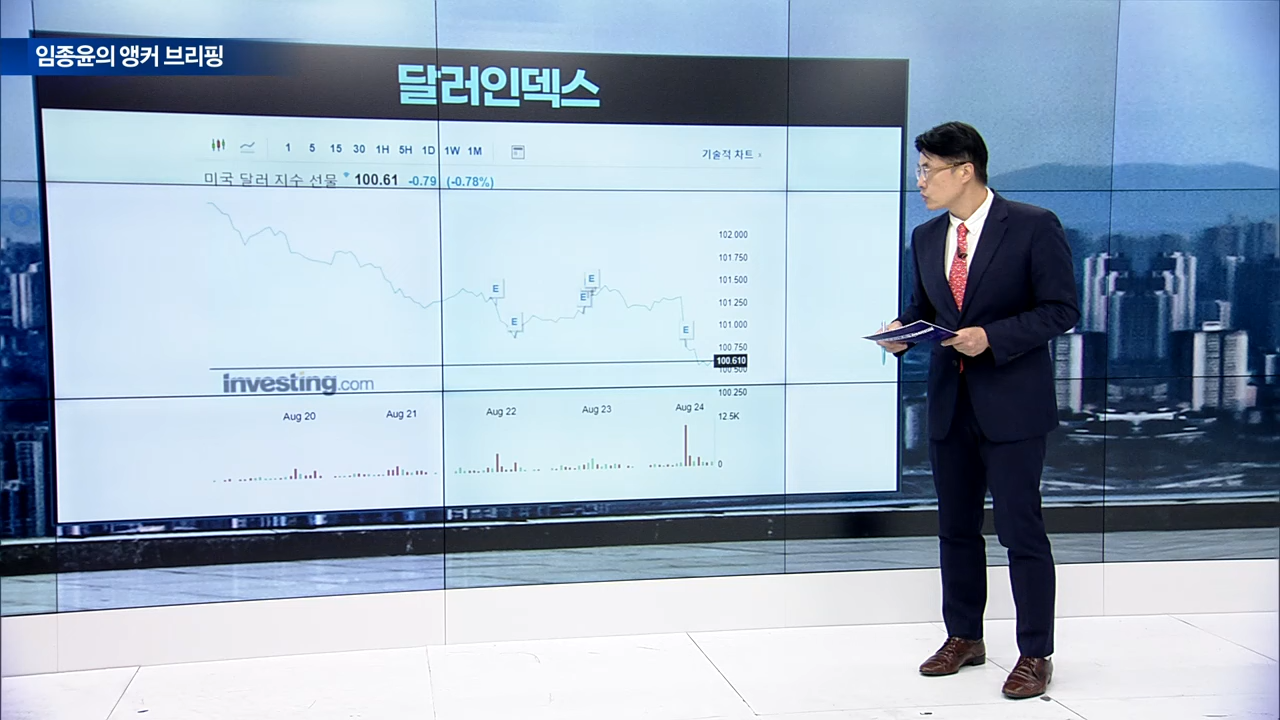 임종윤의 앵커 브리핑
달러인덱스
1 5 15 30 1H 5H 1D 1W 1M
기술적 차트 ›
미국 달러 지수 선물 100.61 -0.79 (-0.78%)
102.000
101.750
101.500
E
E
101.250
E
E
101.000
E
100.750
100.610
100.500
Investing.com
100.250
Aug 20 Aug 21 Aug 22 Aug 23 Aug 24
12.5K
0